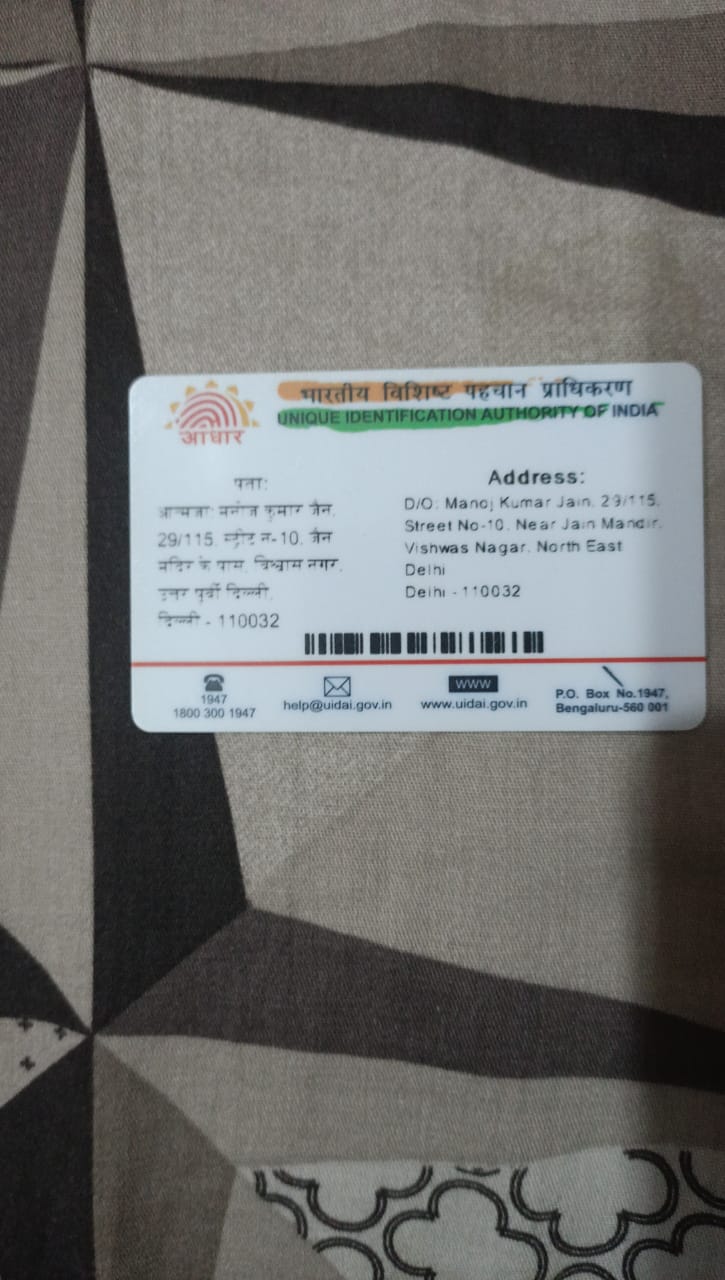 भारतीय विशिष्ट पहचान प्राधिकरण
UNIQUE IDENTIFICATION AUTHORITY OF INDIA
आधार
पता:
आत्मजा: मनोज कुमार जैन,
29/115, स्ट्रीट न-10, जैन
मंदिर के पास, विश्वास नगर,
उत्तर पूर्वी दिल्ली,
दिल्ली - 110032
Address:
D/O: Manoj Kumar Jain, 29/115,
Street No-10, Near Jain Mandir,
Vishwas Nagar, North East
Delhi
Delhi - 110032
1947
1800 300 1947
help@uidai.gov.in
WWW
www.uidai.gov.in
P.O. Box No.1947,
Bengaluru-560 001